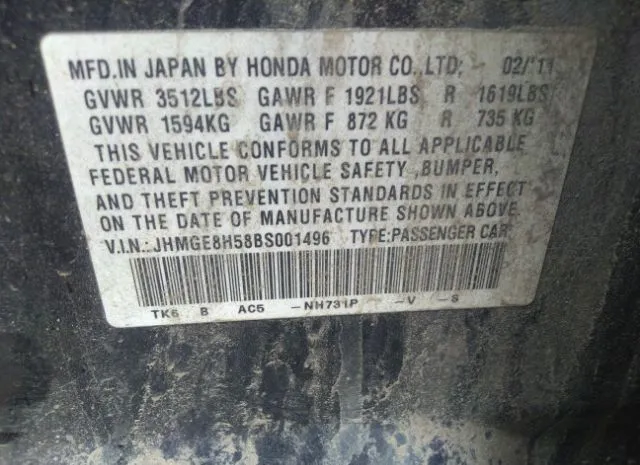 MFD.IN JAPAN BY HONDA MOTOR CO.,LTD; 02/'11
GVWR 3512LBS GAWR F 1921LBS R 1619LBS
GVWR 1594KG GAWR F 872 KG R 735 KG
THIS VEHICLE CONFORMS TO ALL APPLICABLE
FEDERAL MOTOR VEHICLE SAFETY ,BUMPER,
AND THEFT PREVENTION STANDARDS IN EFFECT
ON THE DATE OF MANUFACTURE SHOWN ABOVE.
V.I.N.: JHMGE8H58BS001496 TYPE:PASSENGER CAR
TK6 B AC5 -NH731P -V -S